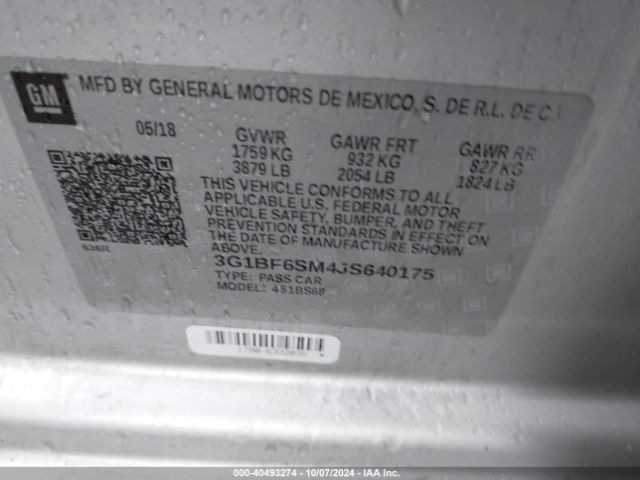 GM
MFD BY GENERAL MOTORS DE MEXICO, S. DE R.L. DE C.V
05/18
GVWR GAWR FRT GAWR RR
1759 KG 932 KG 827 KG
3879 LB 2054 LB 1824 LB
THIS VEHICLE CONFORMS TO ALL
APPLICABLE U.S. FEDERAL MOTOR
VEHICLE SAFETY, BUMPER, AND THEFT
PREVENTION STANDARDS IN EFFECT ON
THE DATE OF MANUFACTURE SHOWN
ABOVE.
3G1BF6SM4JS640175
TYPE: PASS CAR
MODEL: 451BS68
000-40493274 - 10/07/2024 - IAA Inc.